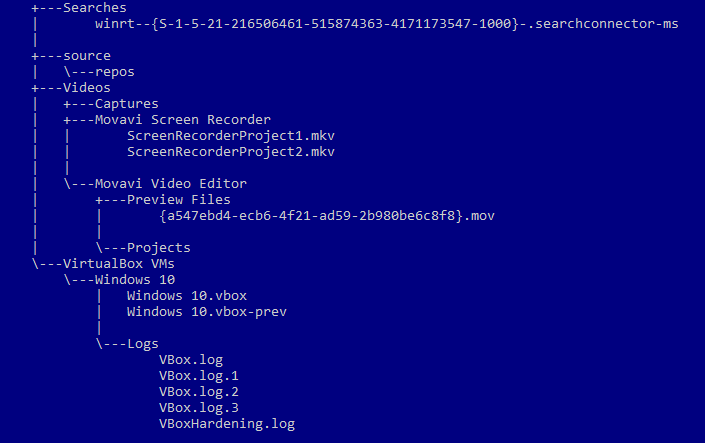 +---Searches
|       winrt--{S-1-5-21-216506461-515874363-4171173547-1000}-.searchconnector-ms
|
+---source
|   \---repos
+---Videos
|   +---Captures
|   +---Movavi Screen Recorder
|   |       ScreenRecorderProject1.mkv
|   |       ScreenRecorderProject2.mkv
|   |
|   \---Movavi Video Editor
|       +---Preview Files
|       |       {a547ebd4-ecb6-4f21-ad59-2b980be6c8f8}.mov
|       |
|       \---Projects
\---VirtualBox VMs
    \---Windows 10
        |   Windows 10.vbox
        |   Windows 10.vbox-prev
        |
        \---Logs
                VBox.log
                VBox.log.1
                VBox.log.2
                VBox.log.3
                VBoxHardening.log